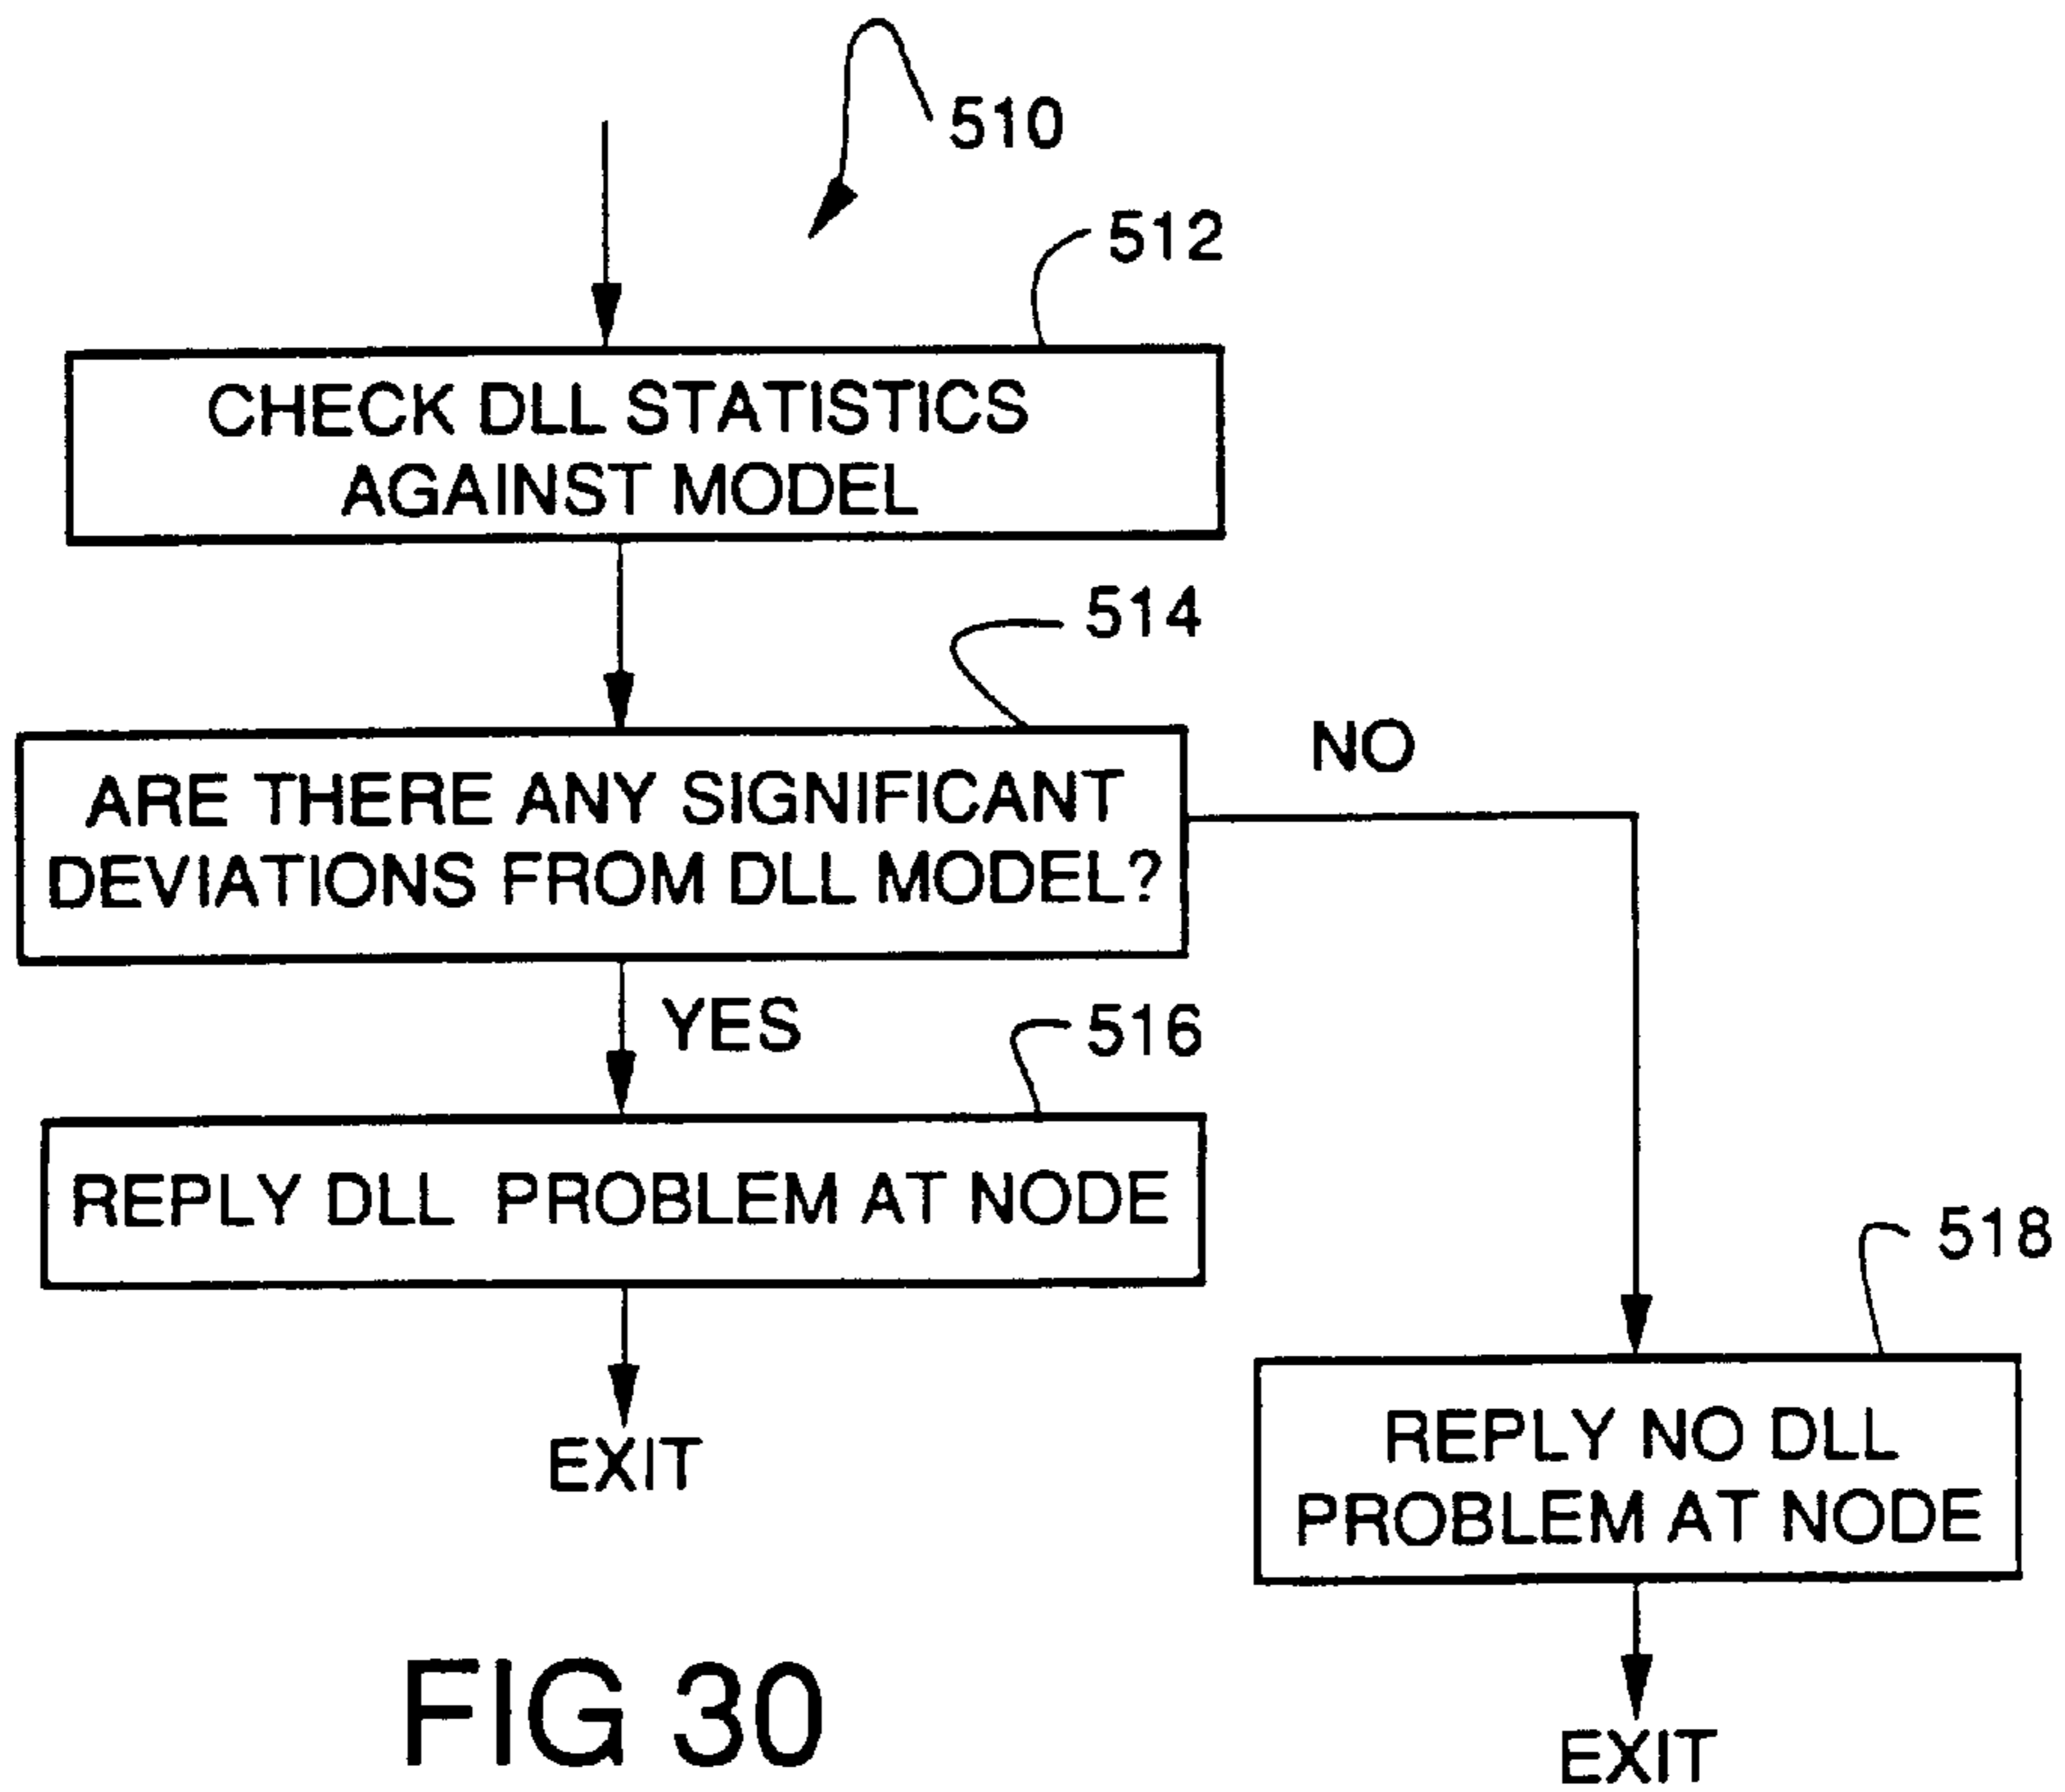 510
512
CHECK DLL STATISTICS
AGAINST MODEL
514
NO
ARE THERE ANY SIGNIFICANT
DEVIATIONS FROM DLL MODEL?
YES
516
REPLY DLL PROBLEM AT NODE
518
EXIT
REPLY NO DLL
PROBLEM AT NODE
EXIT
FIG 30